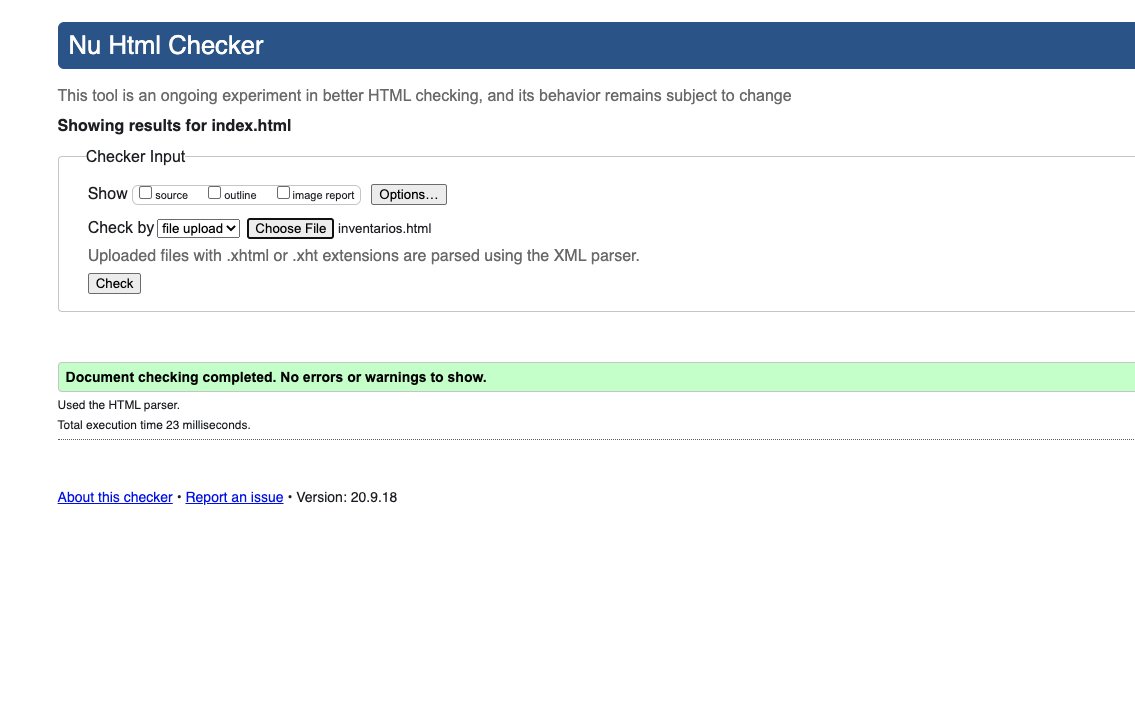 Nu Html Checker
This tool is an ongoing experiment in better HTML checking, and its behavior remains subject to change
Showing results for index.html
Checker Input
Show source outline image report Options…
Check by file upload Choose File inventarios.html
Uploaded files with .xhtml or .xht extensions are parsed using the XML parser.
Check
Document checking completed. No errors or warnings to show.
Used the HTML parser.
Total execution time 23 milliseconds.
About this checker • Report an issue • Version: 20.9.18